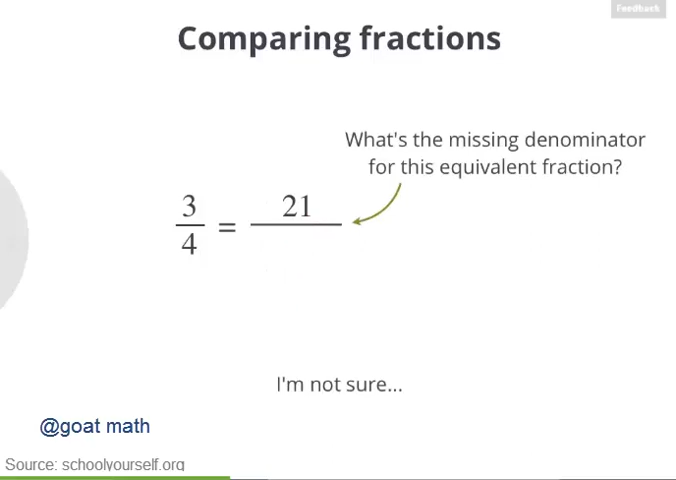 Feedback
Comparing fractions
What's the missing denominator
for this equivalent fraction?
3
4
=
21
I'm not sure...
@goat math
Source: schoolyourself.org